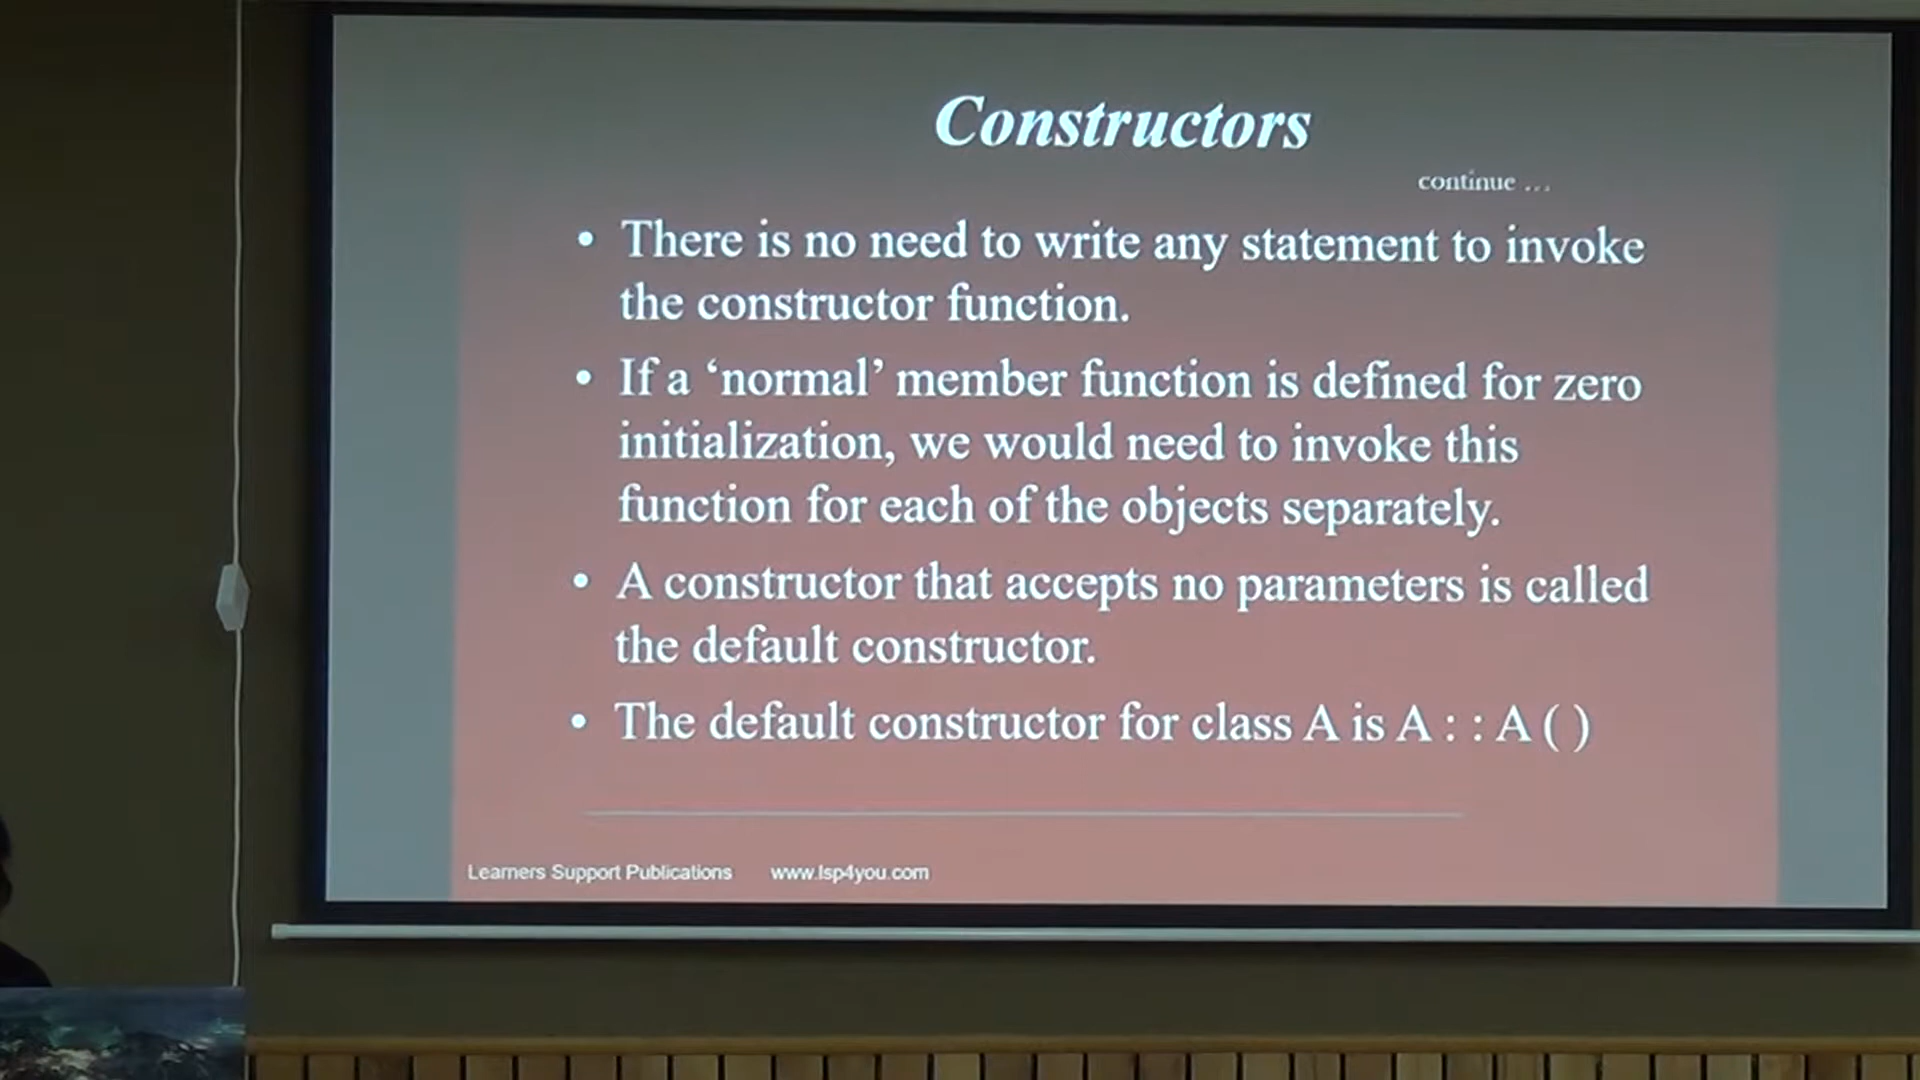 Constructors
continue ...
• There is no need to write any statement to invoke
the constructor function.
• If a ‘normal’ member function is defined for zero
initialization, we would need to invoke this
function for each of the objects separately.
• A constructor that accepts no parameters is called
the default constructor.
• The default constructor for class A is A : : A ( )
Learners Support Publications www.lsp4you.com